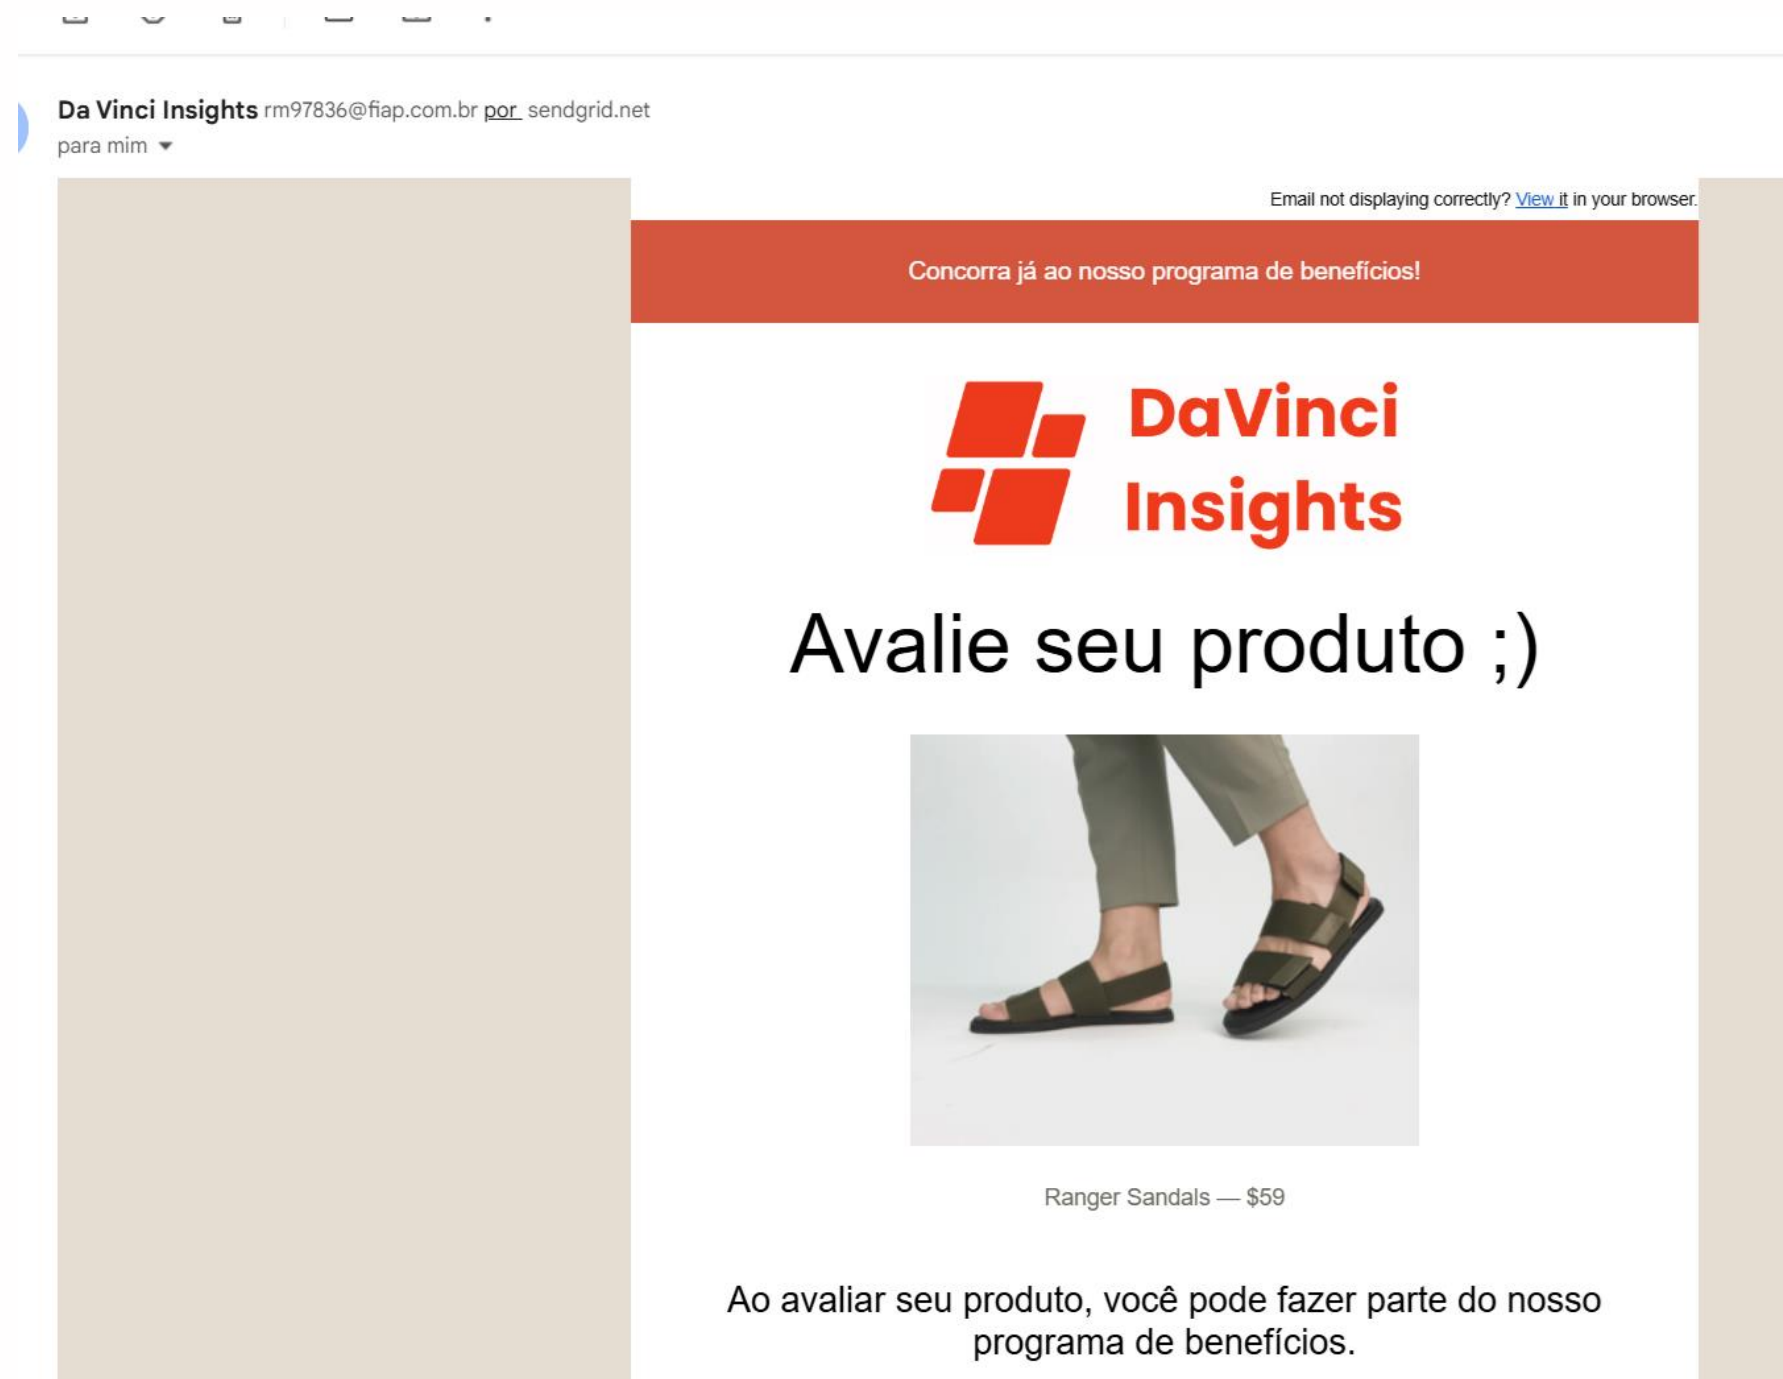 Da Vinci Insights rm97836@fiap.com.br por sendgrid.net
para mim
Email not displaying correctly? View it in your browser.
Concorra já ao nosso programa de benefícios!
DaVinci
Insights
Avalie seu produto ;)
Ranger Sandals — $59
Ao avaliar seu produto, você pode fazer parte do nosso
programa de benefícios.